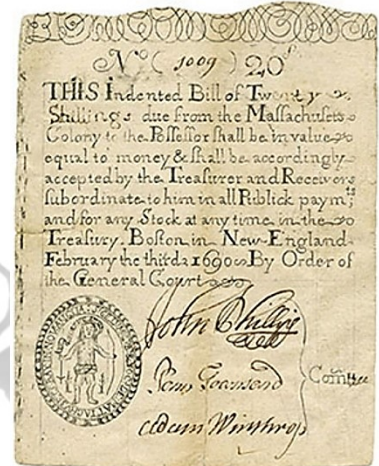 No ( 1009 ) 20s
THIS Indented Bill of Twenty
Shillings due from the Massachusets
Colony to the Possessor shall be in value
equal to money & shall be accordingly
accepted by the Treasurer and Receivors
subordinate to him in all Publick paymts
and for any Stock at any time in the
Treasury. Boston in New-England
February the third 1690 By Order of
the General Court
John Phillips
Penn Townsend
Adam Winthrop
Comttee